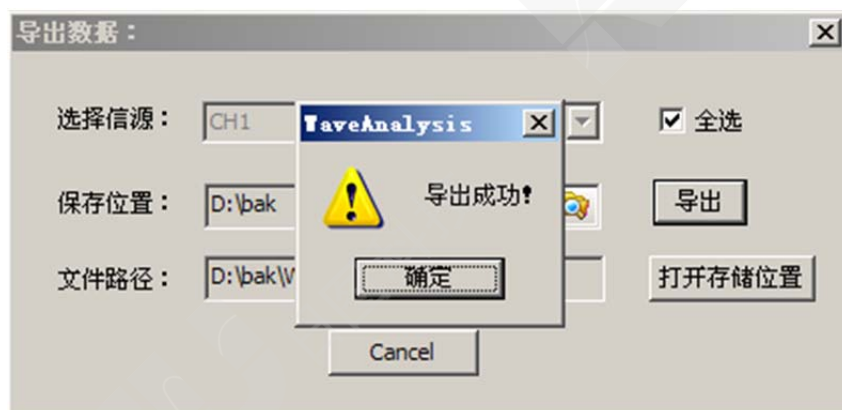 导出数据：
选择信源：
CH1
全选
WaveAnalysis
导出成功！
确定
保存位置：
D:\bak
导出
文件路径：
D:\bak\W
打开存储位置
Cancel